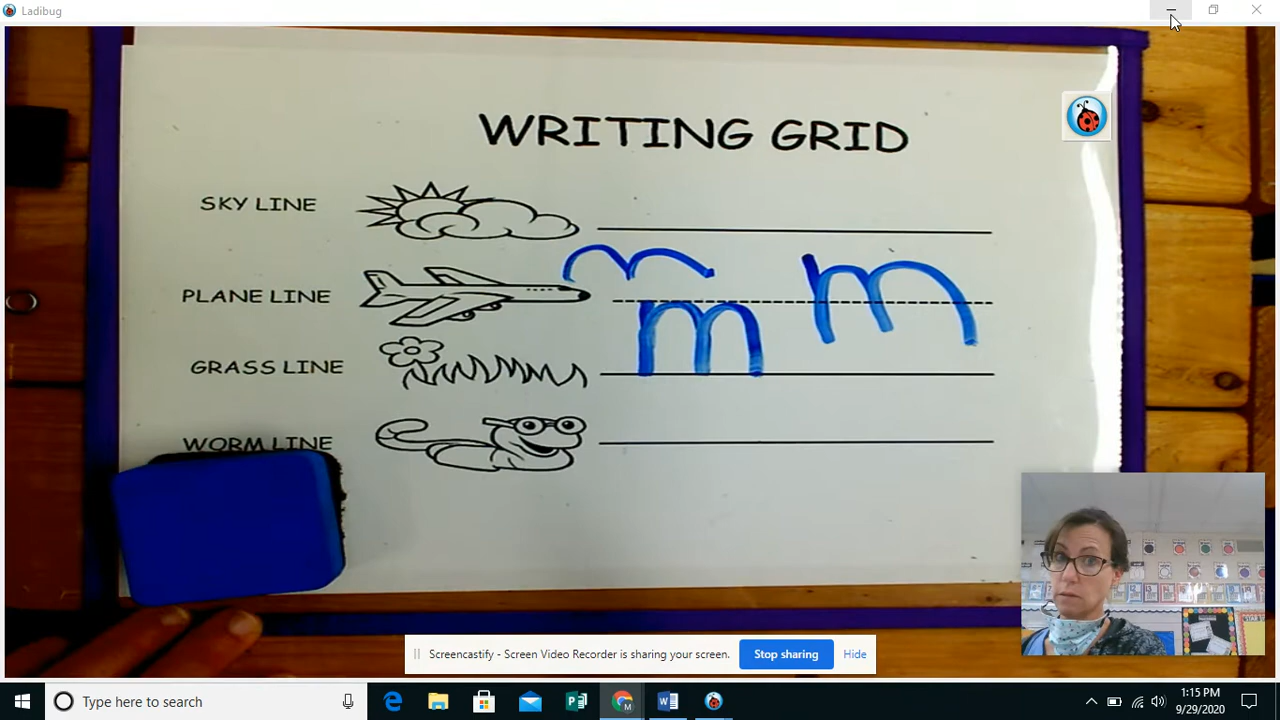 Ladibug
WRITING GRID
SKY LINE
PLANE LINE
m m
m
GRASS LINE
WORM LINE
Screencastify - Screen Video Recorder is sharing your screen. Stop sharing Hide
Type here to search
1:15 PM
9/29/2020